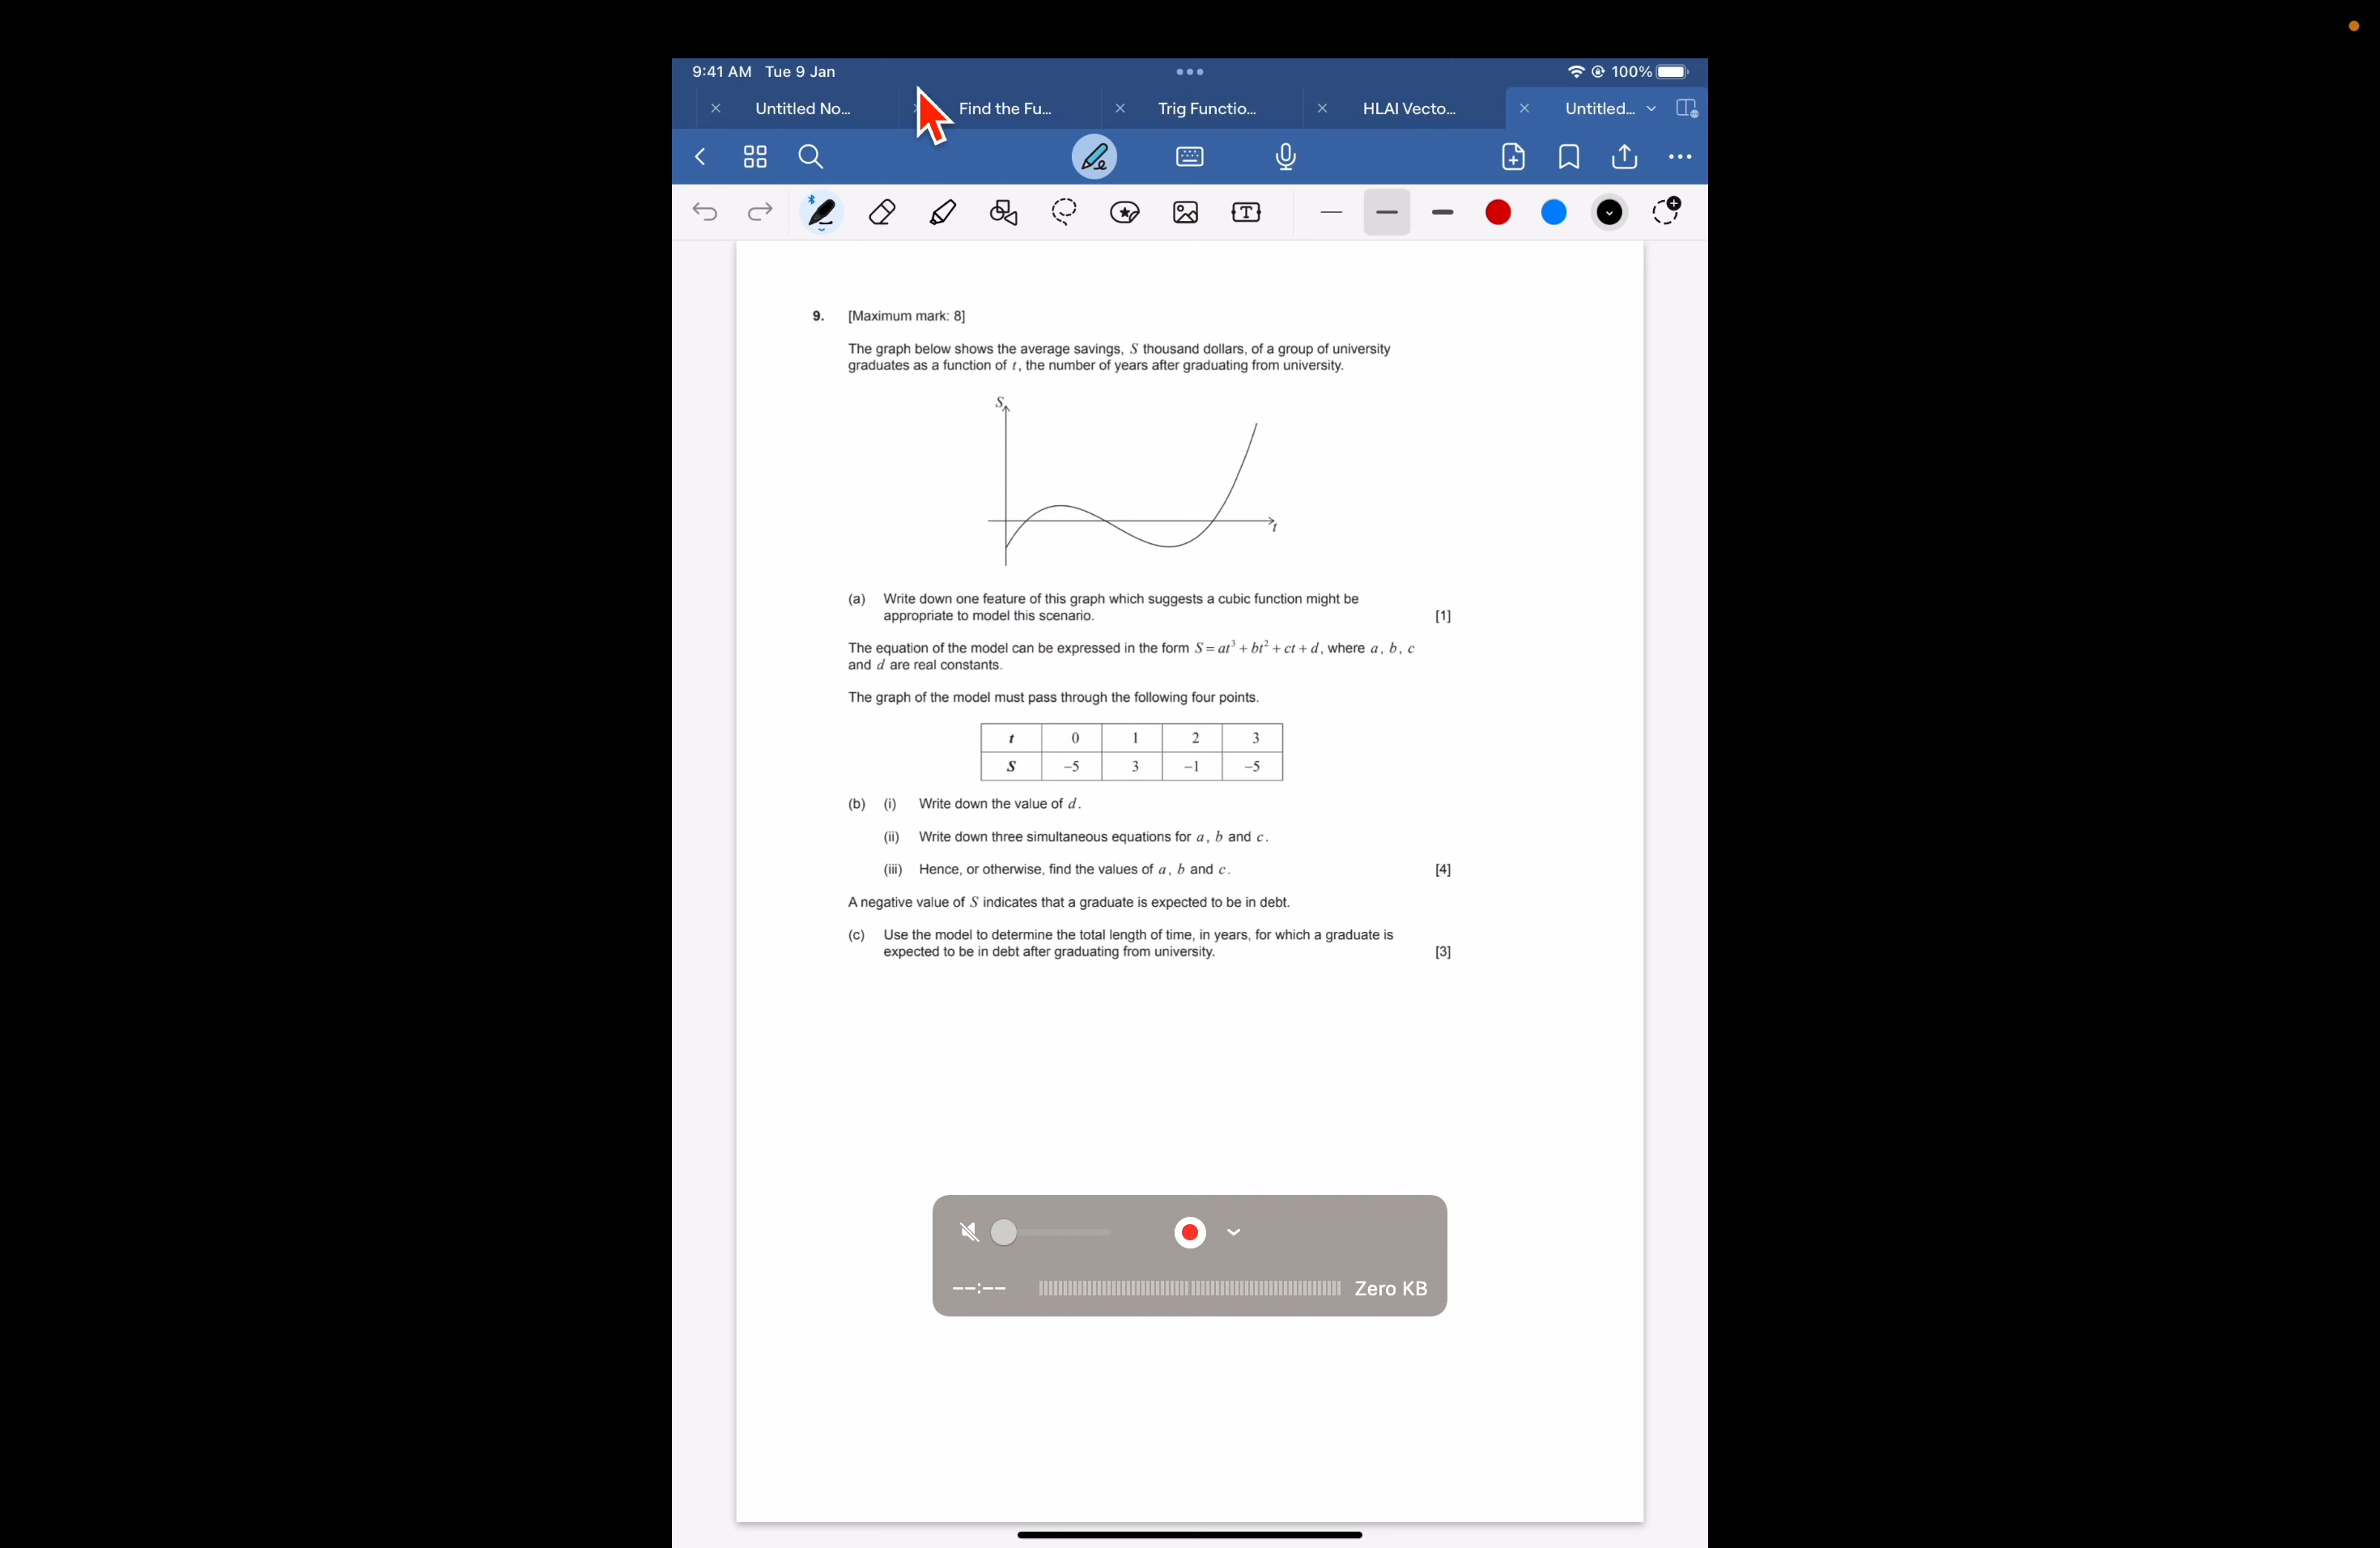 9:41 AM Tue 9 Jan
100%
Untitled No...
Find the Fu...
Trig Functio...
HLAI Vecto...
Untitled...
9. [Maximum mark: 8]
The graph below shows the average savings, S thousand dollars, of a group of university
graduates as a function of t, the number of years after graduating from university.
S
t
(a) Write down one feature of this graph which suggests a cubic function might be
appropriate to model this scenario. [1]
The equation of the model can be expressed in the form S = at³ + bt² + ct + d, where a, b, c
and d are real constants.
The graph of the model must pass through the following four points.
t 0 1 2 3
S −5 3 −1 −5
(b) (i) Write down the value of d.
(ii) Write down three simultaneous equations for a, b and c.
(iii) Hence, or otherwise, find the values of a, b and c. [4]
A negative value of S indicates that a graduate is expected to be in debt.
(c) Use the model to determine the total length of time, in years, for which a graduate is
expected to be in debt after graduating from university. [3]
--:-- Zero KB